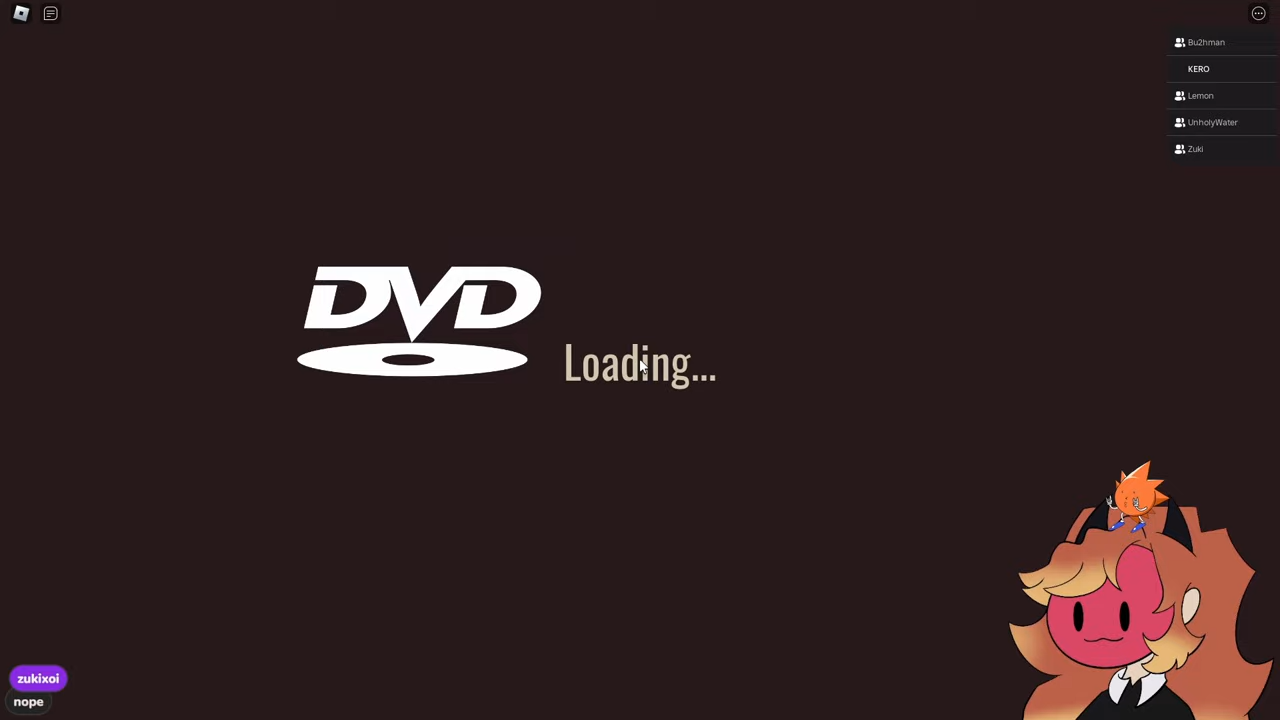 Bu2hman
KERO
Lemon
UnholyWater
Zuki
DVD
Loading...
zukixoi
nope